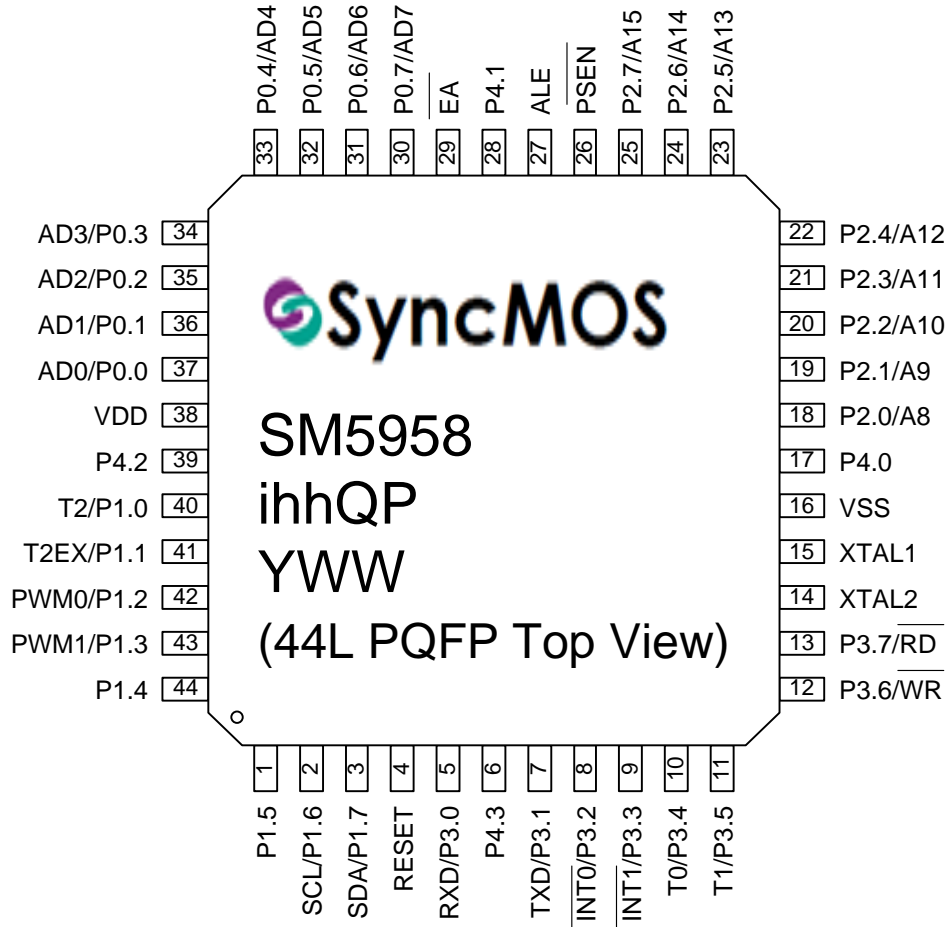 P0.4/AD4
P0.5/AD5
P0.6/AD6
P0.7/AD7
EA
P4.1
ALE
PSEN
P2.7/A15
P2.6/A14
P2.5/A13
33
32
31
30
29
28
27
26
25
24
23
AD3/P0.3 34
AD2/P0.2 35
AD1/P0.1 36
AD0/P0.0 37
VDD 38
P4.2 39
T2/P1.0 40
T2EX/P1.1 41
PWM0/P1.2 42
PWM1/P1.3 43
P1.4 44
SyncMOS
SM5958
ihhQP
YWW
(44L PQFP Top View)
22 P2.4/A12
21 P2.3/A11
20 P2.2/A10
19 P2.1/A9
18 P2.0/A8
17 P4.0
16 VSS
15 XTAL1
14 XTAL2
13 P3.7/RD
12 P3.6/WR
1
2
3
4
5
6
7
8
9
10
11
P1.5
SCL/P1.6
SDA/P1.7
RESET
RXD/P3.0
P4.3
TXD/P3.1
INT0/P3.2
INT1/P3.3
T0/P3.4
T1/P3.5